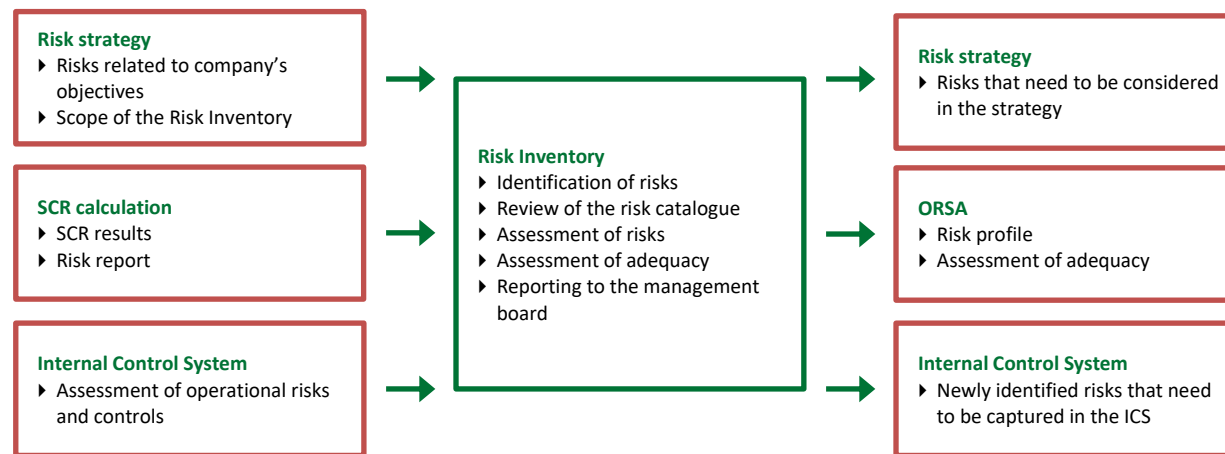 Risk strategy
‣ Risks related to company’s
objectives
‣ Scope of the Risk Inventory
SCR calculation
‣ SCR results
‣ Risk report
Internal Control System
‣ Assessment of operational risks
and controls
Risk Inventory
‣ Identification of risks
‣ Review of the risk catalogue
‣ Assessment of risks
‣ Assessment of adequacy
‣ Reporting to the management
board
Risk strategy
‣ Risks that need to be considered
in the strategy
ORSA
‣ Risk profile
‣ Assessment of adequacy
Internal Control System
‣ Newly identified risks that need
to be captured in the ICS